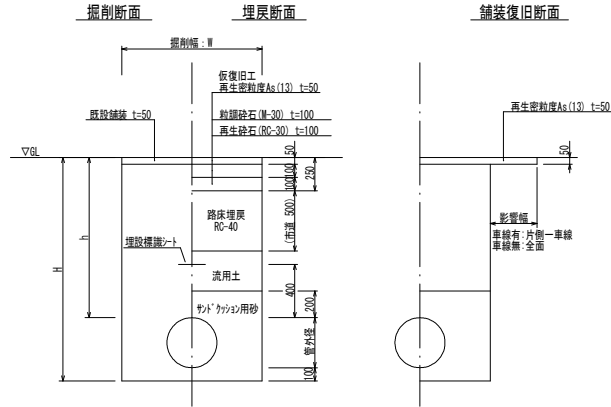 掘削断面
埋戻断面
舗装復旧断面
掘削幅：W
仮復旧工
再生密粒度As(13) t=50
既設舗装 t=50
粒調砕石(M-30) t=100
再生砕石(RC-30) t=100
▽GL
50
100
100
250
路床埋戻
RC-40
(市道 500)
埋設標識ｼｰﾄ
流用土
400
ｻﾝﾄﾞｸｯｼｮﾝ用砂
200
管外径
100
H
h
再生密粒度As(13) t=50
50
影響幅
車線有:片側一車線
車線無:全面